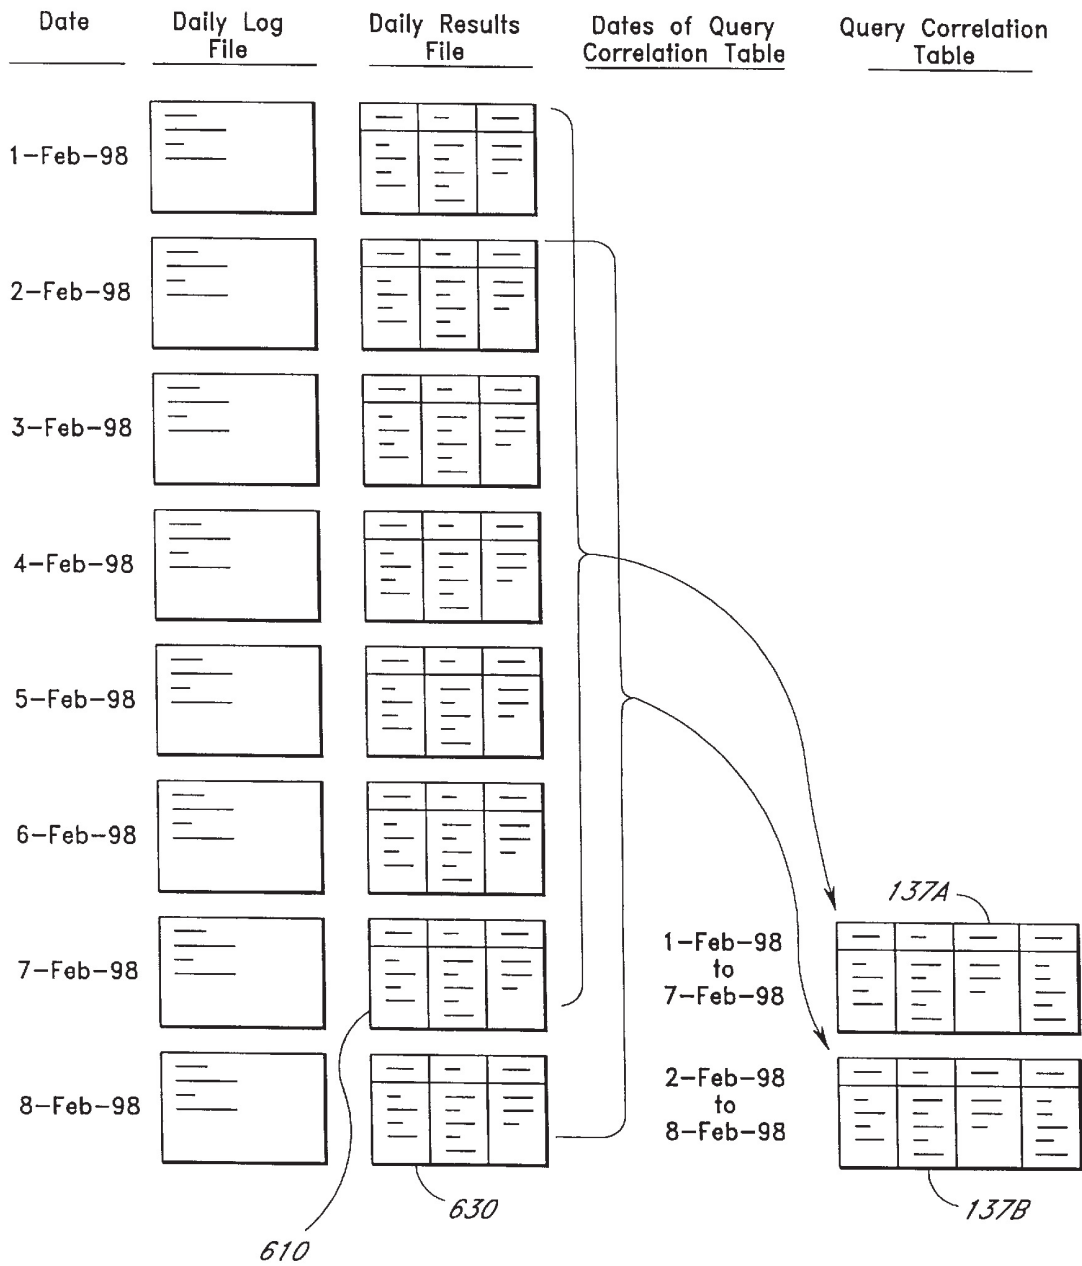 Date
Daily Log
File
Daily Results
File
Dates of Query
Correlation Table
Query Correlation
Table
1-Feb-98
2-Feb-98
3-Feb-98
4-Feb-98
5-Feb-98
6-Feb-98
7-Feb-98
8-Feb-98
137A
1-Feb-98
to
7-Feb-98
2-Feb-98
to
8-Feb-98
630
137B
610